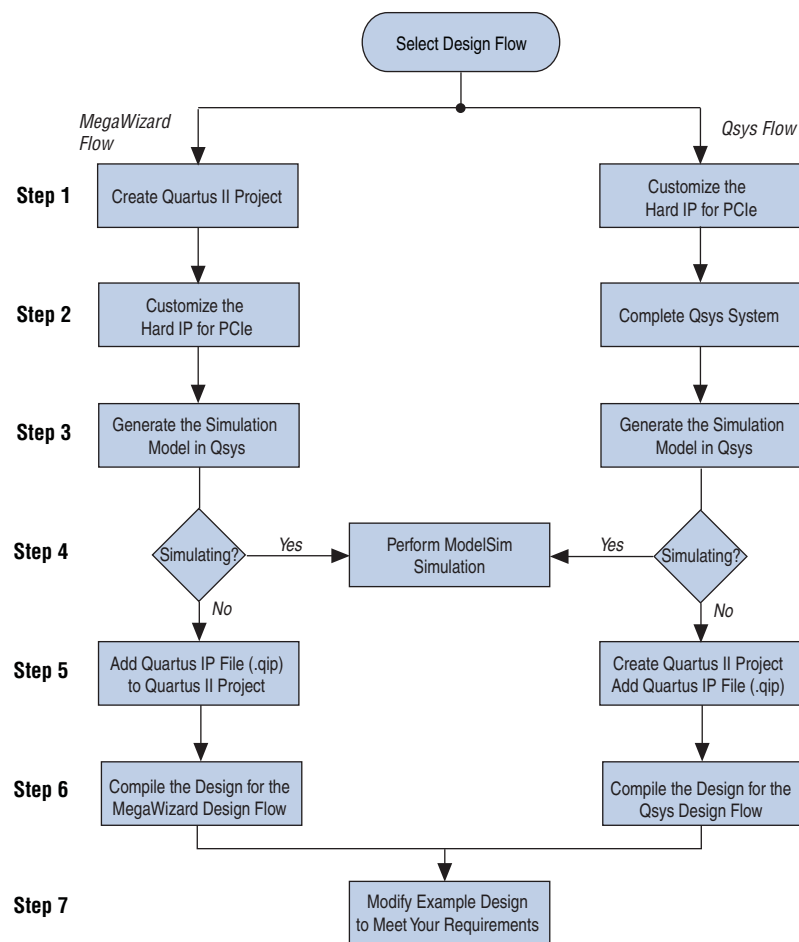 Select Design Flow
MegaWizard
Flow
Qsys Flow
Step 1
Create Quartus II Project
Customize the
Hard IP for PCIe
Step 2
Customize the
Hard IP for PCIe
Complete Qsys System
Step 3
Generate the Simulation
Model in Qsys
Generate the Simulation
Model in Qsys
Step 4
Simulating?
Yes
Perform ModelSim
Simulation
Yes
Simulating?
No
No
Step 5
Add Quartus IP File (.qip)
to Quartus II Project
Create Quartus II Project
Add Quartus IP File (.qip)
Step 6
Compile the Design for the
MegaWizard Design Flow
Compile the Design for the
Qsys Design Flow
Step 7
Modify Example Design
to Meet Your Requirements